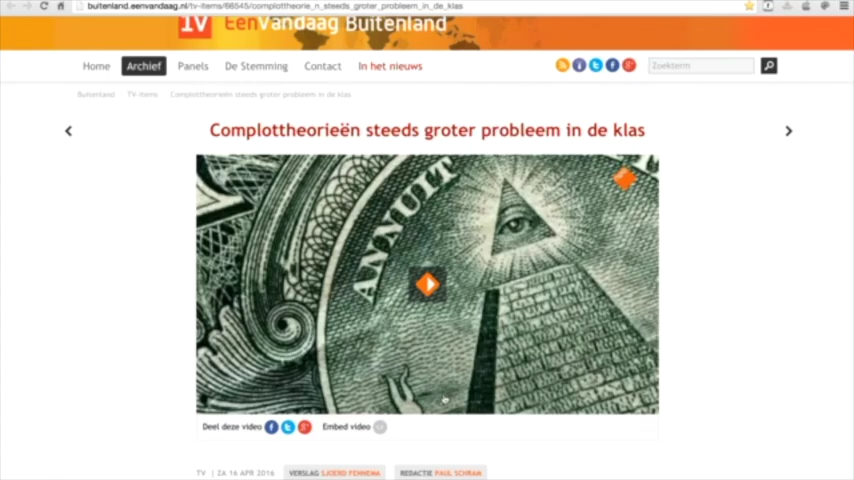 buitenland.eenvandaag.nl/tv-items/66545/complottheorie_n_steeds_groter_probleem_in_de_klas
1V EenVandaag Buitenland
Home Archief Panels De Stemming Contact In het nieuws Zoekterm
Buitenland TV-items Complottheorieën steeds groter probleem in de klas
Complottheorieën steeds groter probleem in de klas
ANNUIT
Deel deze video Embed video
TV | ZA 16 APR 2016 VERSLAG SJOERD FENNEMA REDACTIE PAUL SCHRAM